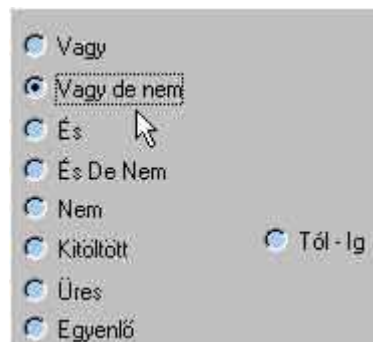 Vagy
Vagy de nem
És
És De Nem
Nem
Kitöltött
Tól - Ig
Üres
Egyenlő